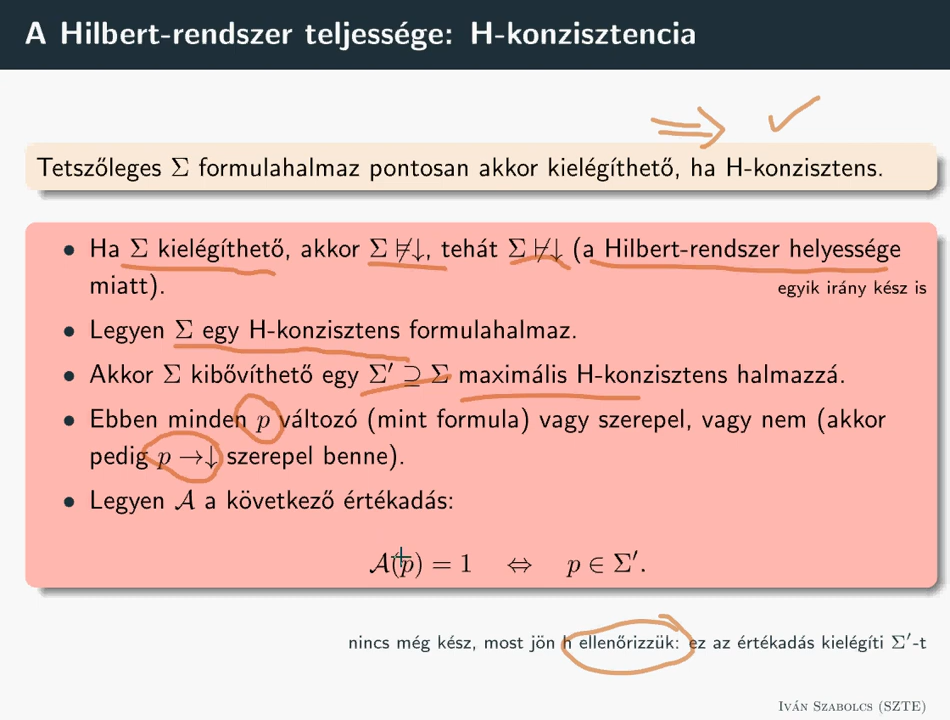 A Hilbert-rendszer teljessége: H-konzisztencia
Tetszőleges Σ formulahalmaz pontosan akkor kielégíthető, ha H-konzisztens.
• Ha Σ kielégíthető, akkor Σ ⊭↓, tehát Σ ⊬↓ (a Hilbert-rendszer helyessége
miatt).
egyik irány kész is
• Legyen Σ egy H-konzisztens formulahalmaz.
• Akkor Σ kibővíthető egy Σ′ ⊇ Σ maximális H-konzisztens halmazzá.
• Ebben minden p változó (mint formula) vagy szerepel, vagy nem (akkor
pedig p →↓ szerepel benne).
• Legyen 𝒜 a következő értékadás:
𝒜(p) = 1 ⇔ p ∈ Σ′.
nincs még kész, most jön h ellenőrizzük: ez az értékadás kielégíti Σ′-t
Iván Szabolcs (SZTE)